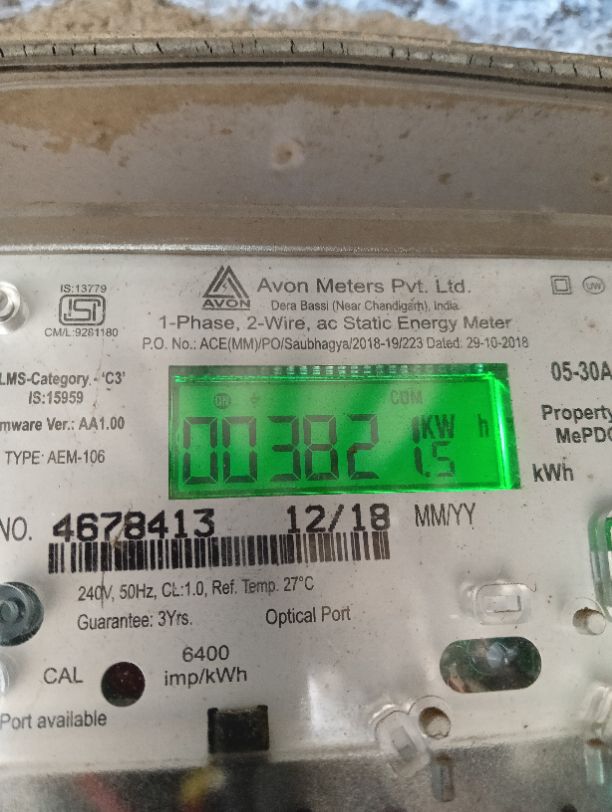 IS:13779
ISI
CM/L:9281180
AVON
Avon Meters Pvt. Ltd.
Dera Bassi (Near Chandigarh), India.
UW
1-Phase, 2-Wire, ac Static Energy Meter
P.O. No.: ACE(MM)/PO/Saubhagya/2018-19/223 Dated: 29-10-2018
LMS-Category - 'C3'
IS:15959
mware Ver.: AA1.00
TYPE: AEM-106
COM
003821.5
KW h
05-30A
Property
MePDC
kWh
NO. 4678413 12/18 MM/YY
240V, 50Hz, CL:1.0, Ref. Temp. 27°C
Guarantee: 3Yrs. Optical Port
CAL
6400
imp/kWh
Port available